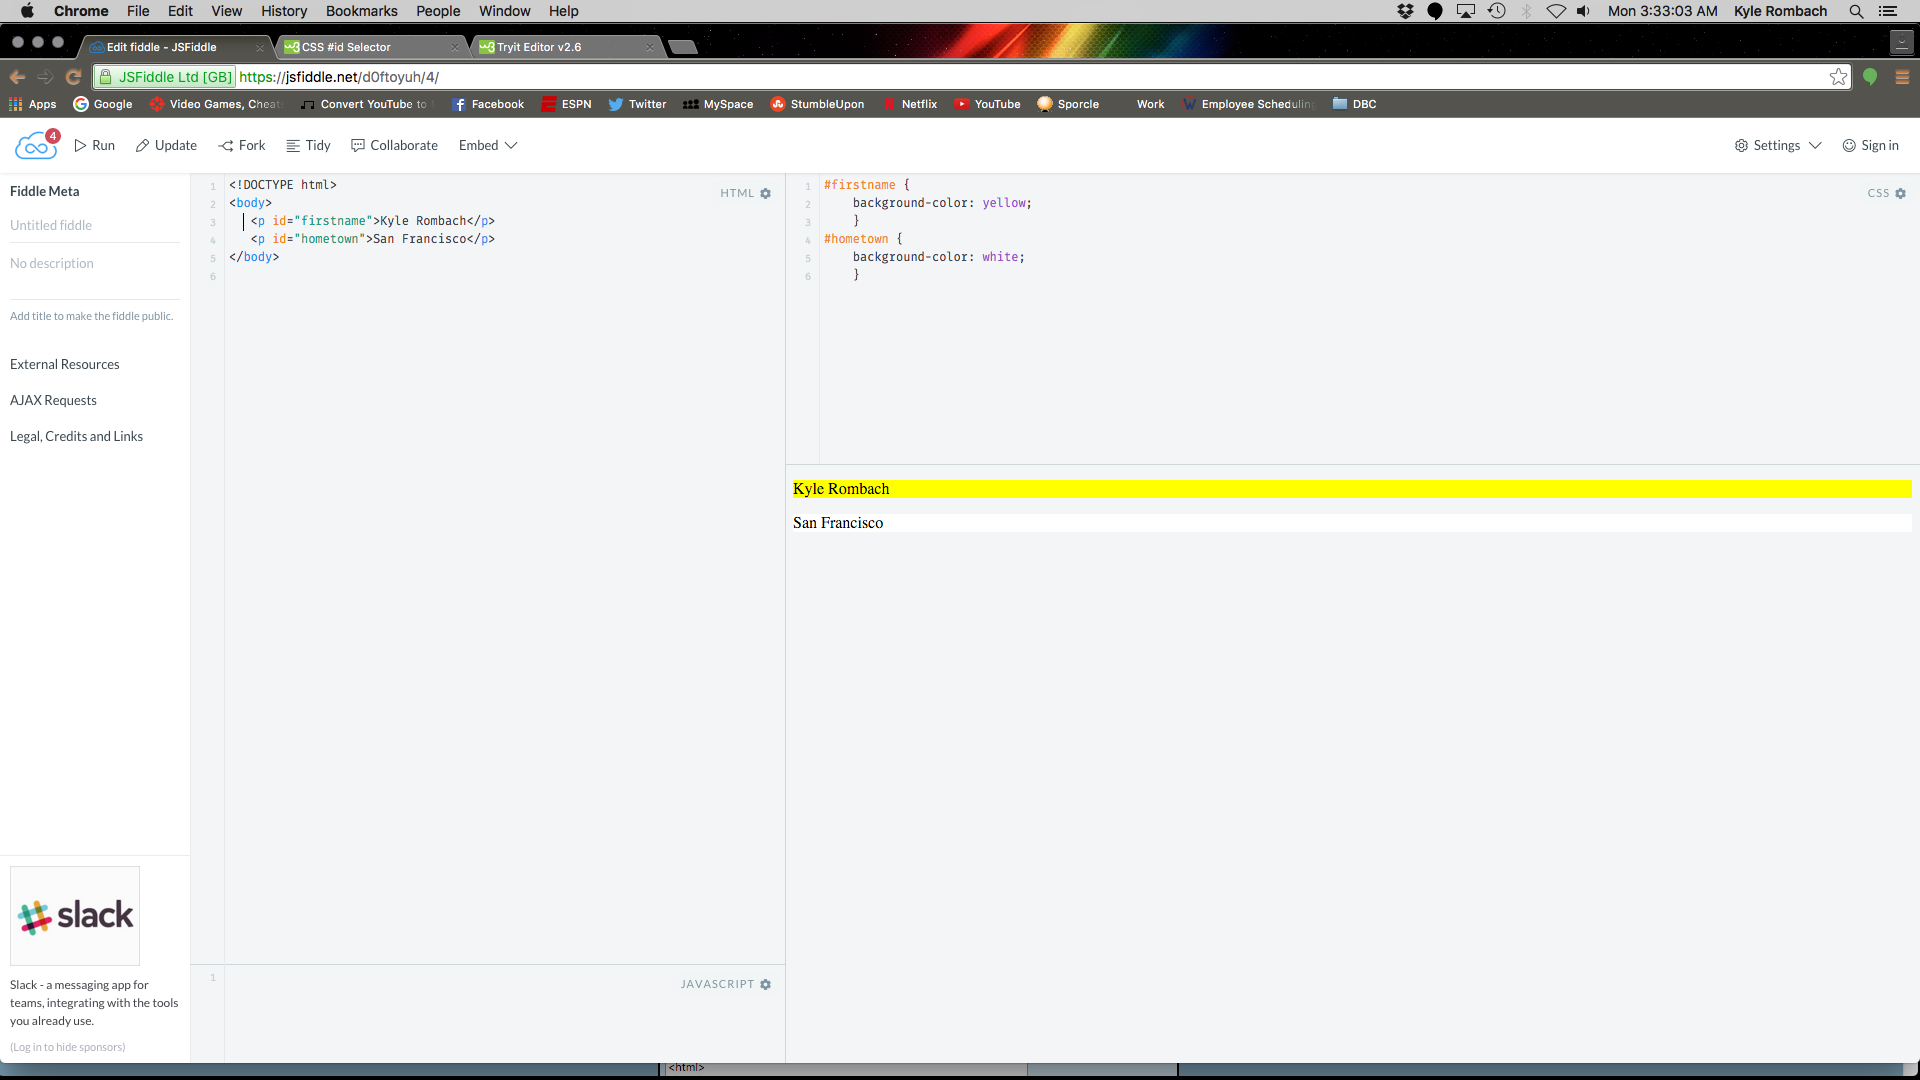 Chrome File Edit View History Bookmarks People Window Help Mon 3:33:03 AM Kyle Rombach
Edit fiddle - JSFiddle CSS #id Selector Tryit Editor v2.6
JSFiddle Ltd [GB] https://jsfiddle.net/d0ftoyuh/4/
Apps Google Video Games, Cheat Convert YouTube to Facebook ESPN Twitter MySpace StumbleUpon Netflix YouTube Sporcle Work Employee Scheduling DBC
4 Run Update Fork Tidy Collaborate Embed Settings Sign in
Fiddle Meta
Untitled fiddle
No description
Add title to make the fiddle public.
External Resources
AJAX Requests
Legal, Credits and Links
slack
Slack - a messaging app for
teams, integrating with the tools
you already use.
(Log in to hide sponsors)
HTML
1 <!DOCTYPE html>
2 <body>
3 <p id="firstname">Kyle Rombach</p>
4 <p id="hometown">San Francisco</p>
5 </body>
6
JAVASCRIPT
1
CSS
1 #firstname {
2 background-color: yellow;
3 }
4 #hometown {
5 background-color: white;
6 }
Kyle Rombach
San Francisco
<html>